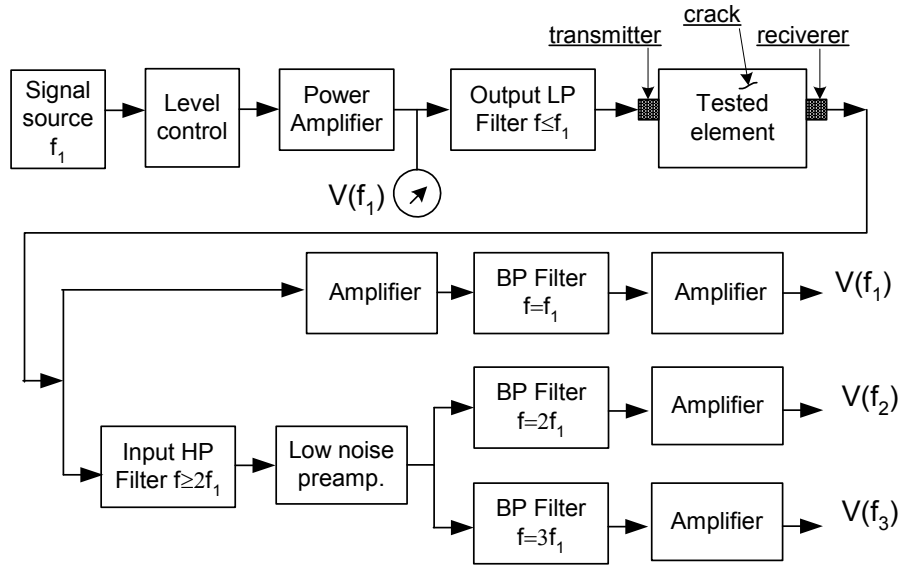 transmitter
crack
reciverer
Signal
source
f₁
Level
control
Power
Amplifier
Output LP
Filter f≤f₁
Tested
element
V(f₁)
Amplifier
BP Filter
f=f₁
Amplifier
V(f₁)
Input HP
Filter f≥2f₁
Low noise
preamp.
BP Filter
f=2f₁
Amplifier
V(f₂)
BP Filter
f=3f₁
Amplifier
V(f₃)